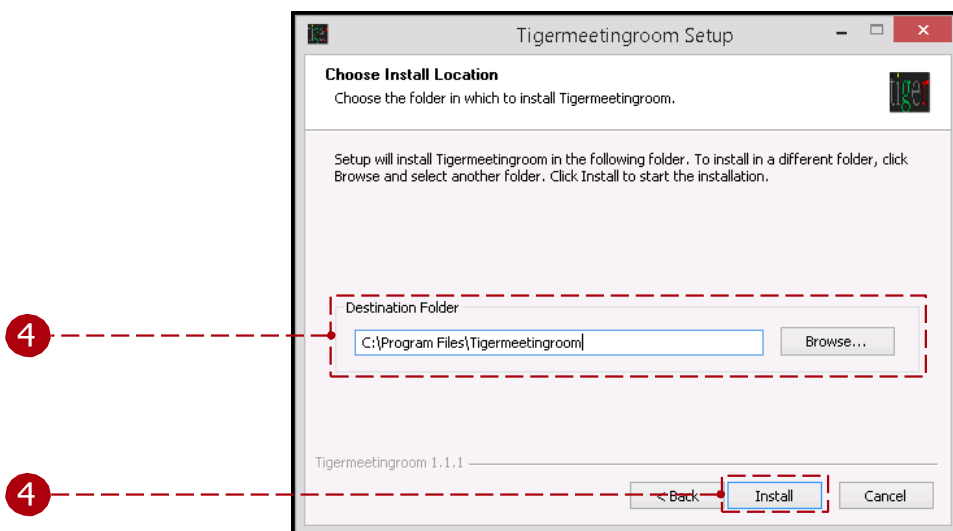 Tigermeetingroom Setup
Choose Install Location
Choose the folder in which to install Tigermeetingroom.
tiger
Setup will install Tigermeetingroom in the following folder. To install in a different folder, click
Browse and select another folder. Click Install to start the installation.
Destination Folder
4
C:\Program Files\Tigermeetingroom
Browse...
Tigermeetingroom 1.1.1
4
< Back
Install
Cancel